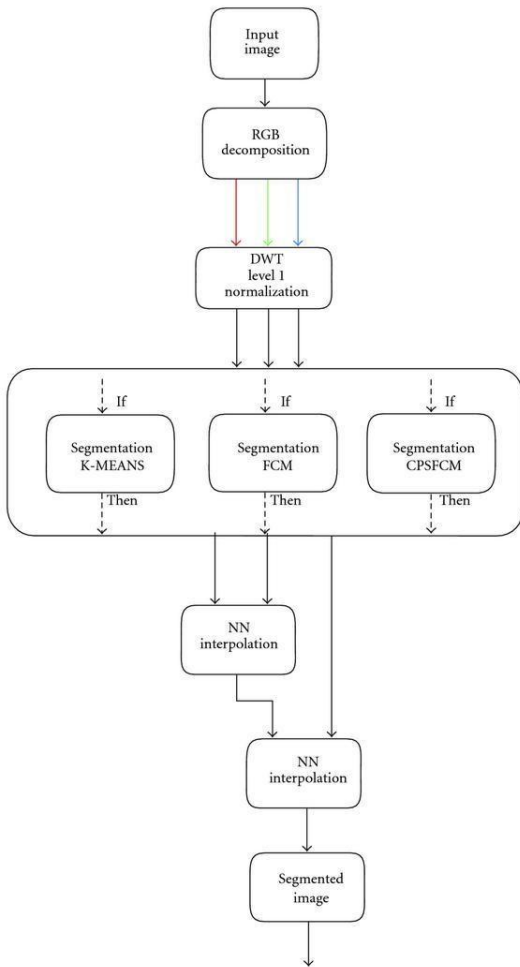 Input
image
RGB
decomposition
DWT
level 1
normalization
If
If
If
Segmentation
K-MEANS
Segmentation
FCM
Segmentation
CPSFCM
Then
Then
Then
NN
interpolation
NN
interpolation
Segmented
image